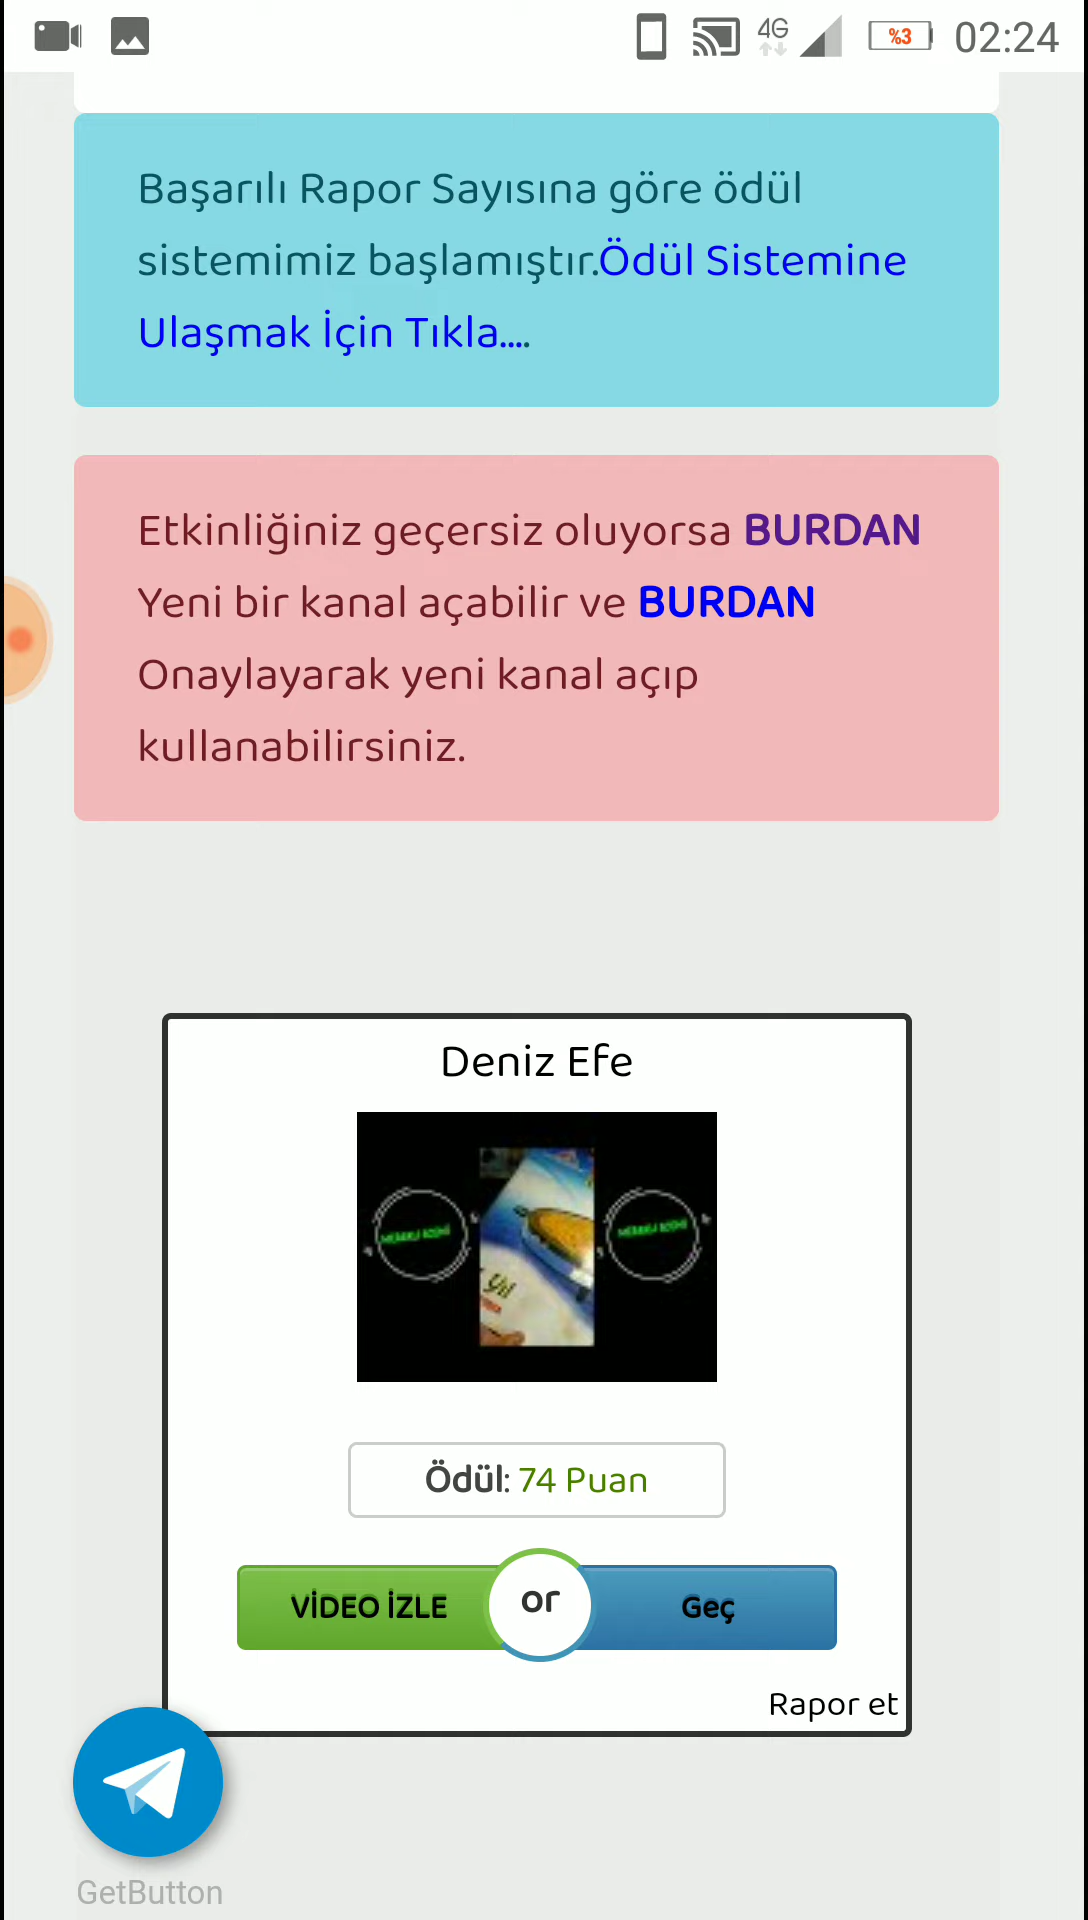 4G
%3
02:24
Başarılı Rapor Sayısına göre ödül
sistemimiz başlamıştır.Ödül Sistemine
Ulaşmak İçin Tıkla....
Etkinliğiniz geçersiz oluyorsa BURDAN
Yeni bir kanal açabilir ve BURDAN
Onaylayarak yeni kanal açıp
kullanabilirsiniz.
Deniz Efe
Yıl
Ödül: 74 Puan
VİDEO İZLE or Geç
Rapor et
GetButton